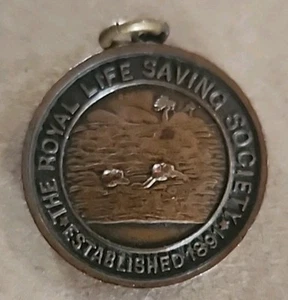 THE ROYAL LIFE SAVING SOCIETY
ESTABLISHED 1891